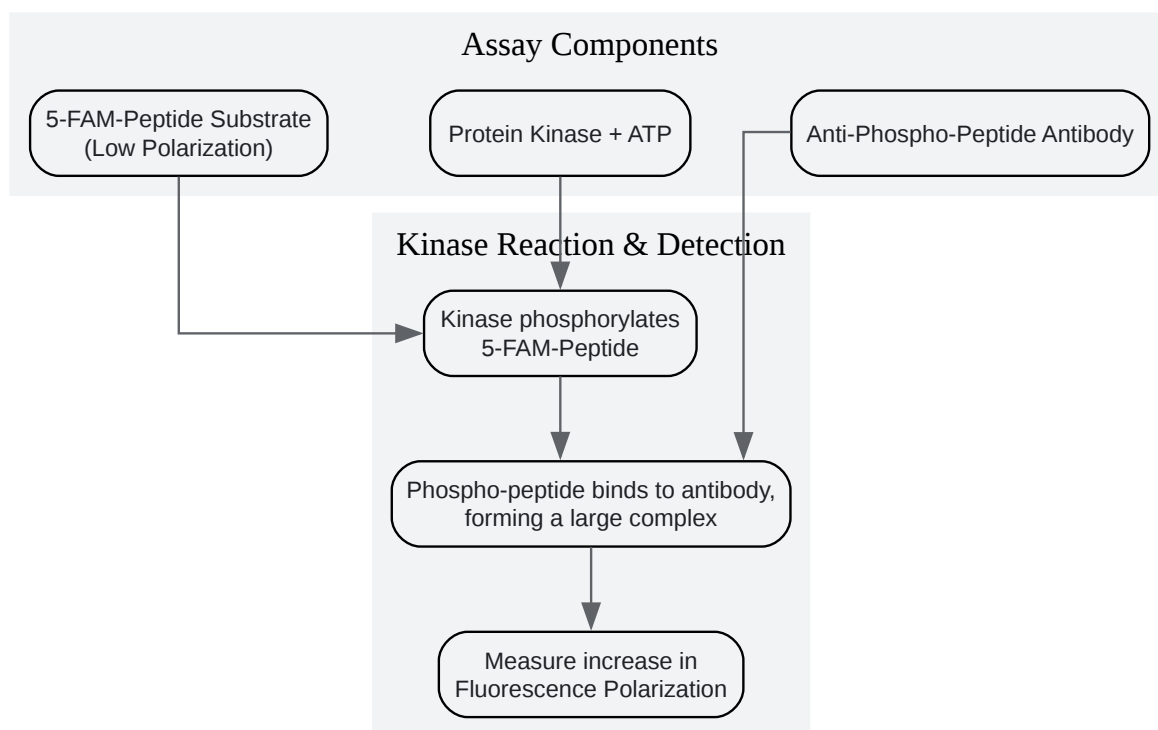 Assay Components
5-FAM-Peptide Substrate
(Low Polarization)
Protein Kinase + ATP
Anti-Phospho-Peptide Antibody
Kinase Reaction & Detection
Kinase phosphorylates
5-FAM-Peptide
Phospho-peptide binds to antibody,
forming a large complex
Measure increase in
Fluorescence Polarization